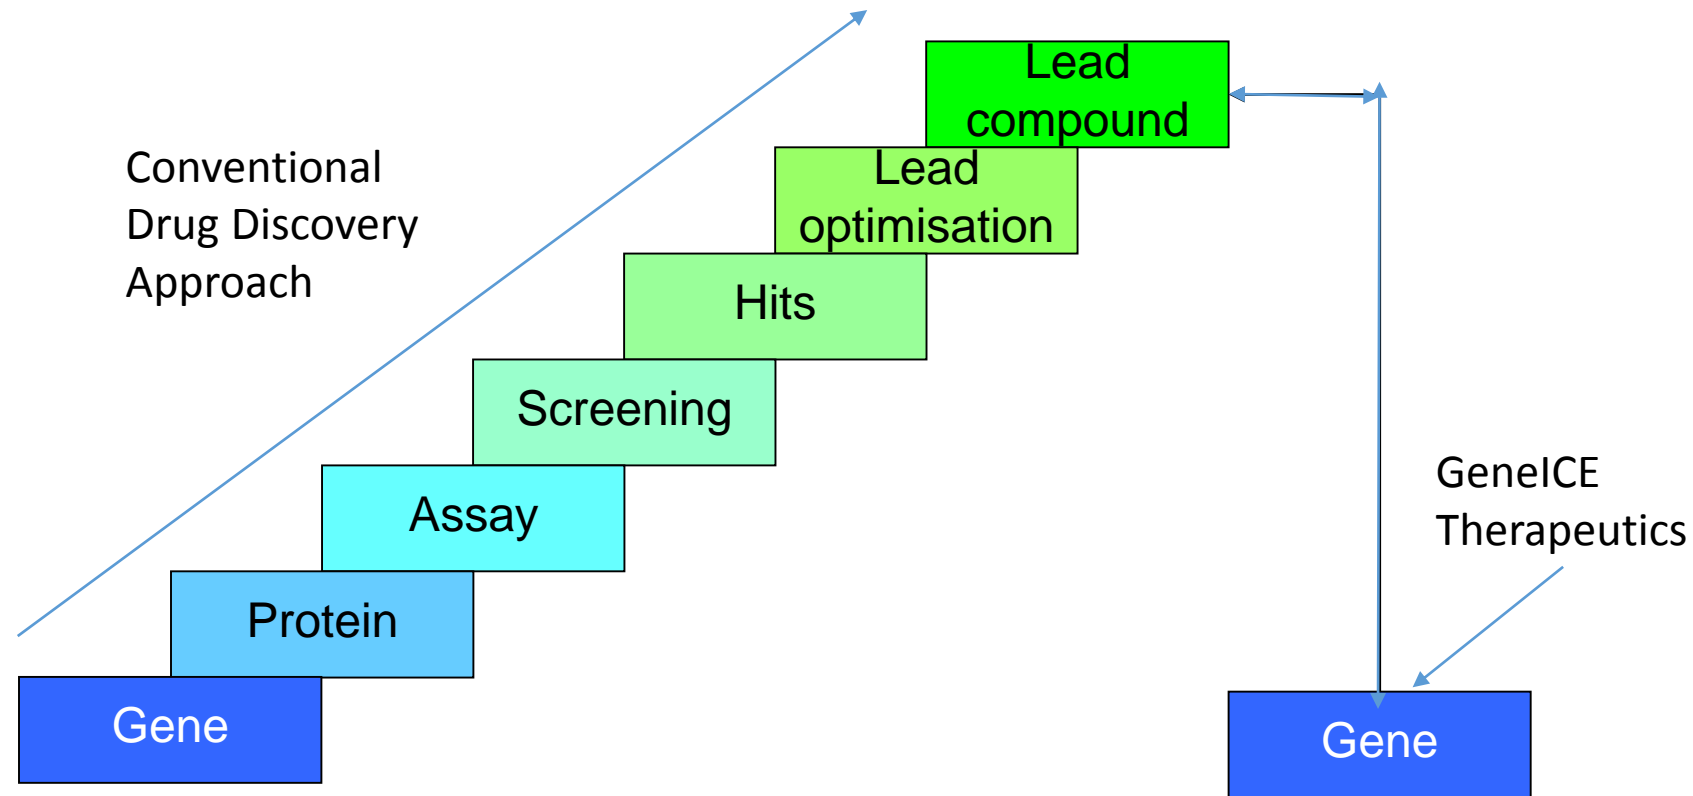 Lead
compound
Conventional
Drug Discovery
Approach
Lead
optimisation
Hits
Screening
GeneICE
Therapeutics
Assay
Protein
Gene
Gene